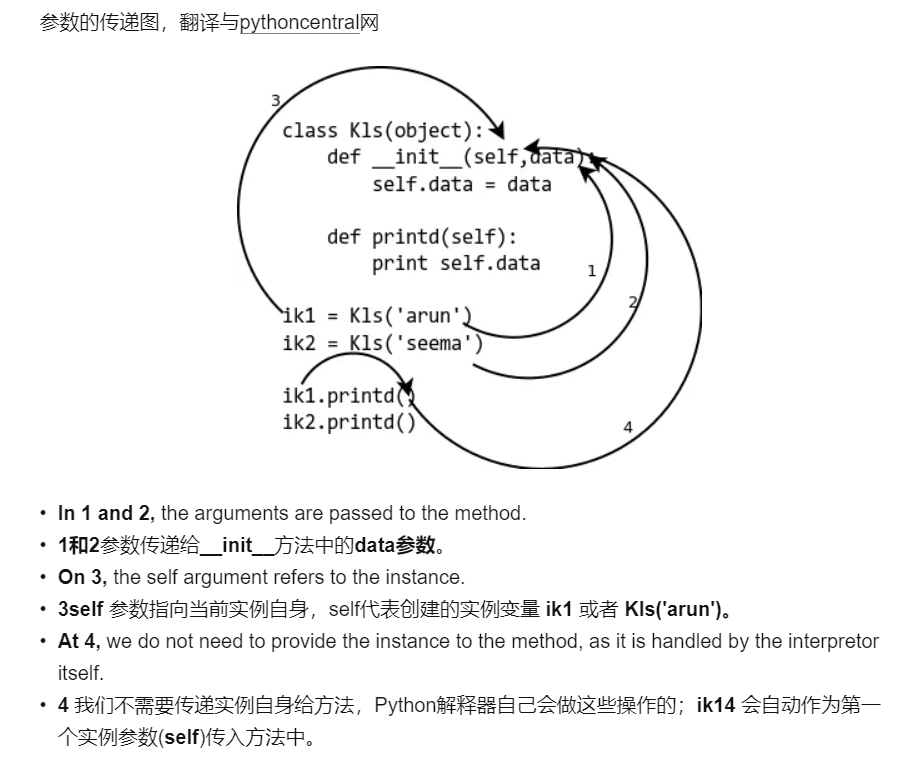 参数的传递图，翻译与pythoncentral网
3
class Kls(object):
def __init__(self,data):
self.data = data
def printd(self):
print self.data
1
2
ik1 = Kls('arun')
ik2 = Kls('seema')
ik1.printd()
ik2.printd()
4
• In 1 and 2, the arguments are passed to the method.
• 1和2参数传递给__init__方法中的data参数。
• On 3, the self argument refers to the instance.
• 3self 参数指向当前实例自身，self代表创建的实例变量 ik1 或者 Kls('arun')。
• At 4, we do not need to provide the instance to the method, as it is handled by the interpretor
itself.
• 4 我们不需要传递实例自身给方法，Python解释器自己会做这些操作的；ik14 会自动作为第一
个实例参数(self)传入方法中。